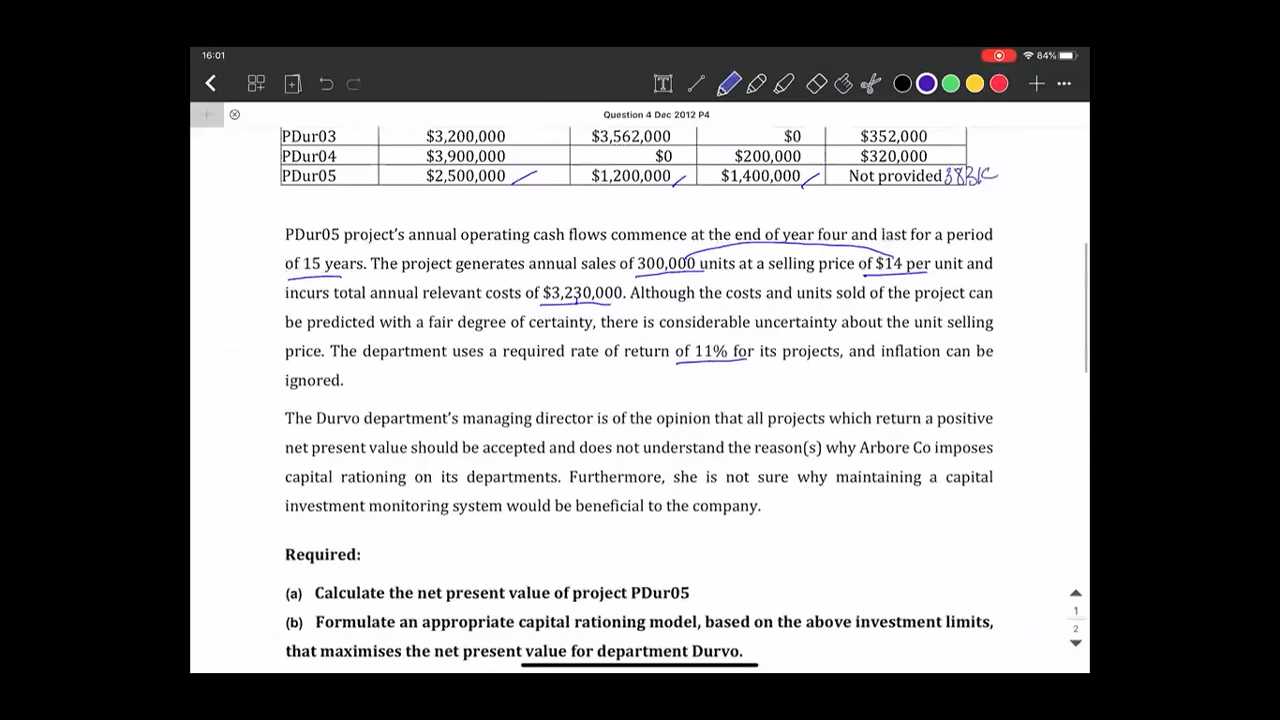 16:01
84%
Question 4 Dec 2012 P4
PDur03 $3,200,000 $3,562,000 $0 $352,000
PDur04 $3,900,000 $0 $200,000 $320,000
PDur05 $2,500,000 $1,200,000 $1,400,000 Not provided
PDur05 project's annual operating cash flows commence at the end of year four and last for a period
of 15 years. The project generates annual sales of 300,000 units at a selling price of $14 per unit and
incurs total annual relevant costs of $3,230,000. Although the costs and units sold of the project can
be predicted with a fair degree of certainty, there is considerable uncertainty about the unit selling
price. The department uses a required rate of return of 11% for its projects, and inflation can be
ignored.
The Durvo department's managing director is of the opinion that all projects which return a positive
net present value should be accepted and does not understand the reason(s) why Arbore Co imposes
capital rationing on its departments. Furthermore, she is not sure why maintaining a capital
investment monitoring system would be beneficial to the company.
Required:
(a) Calculate the net present value of project PDur05
(b) Formulate an appropriate capital rationing model, based on the above investment limits,
that maximises the net present value for department Durvo.
1
2